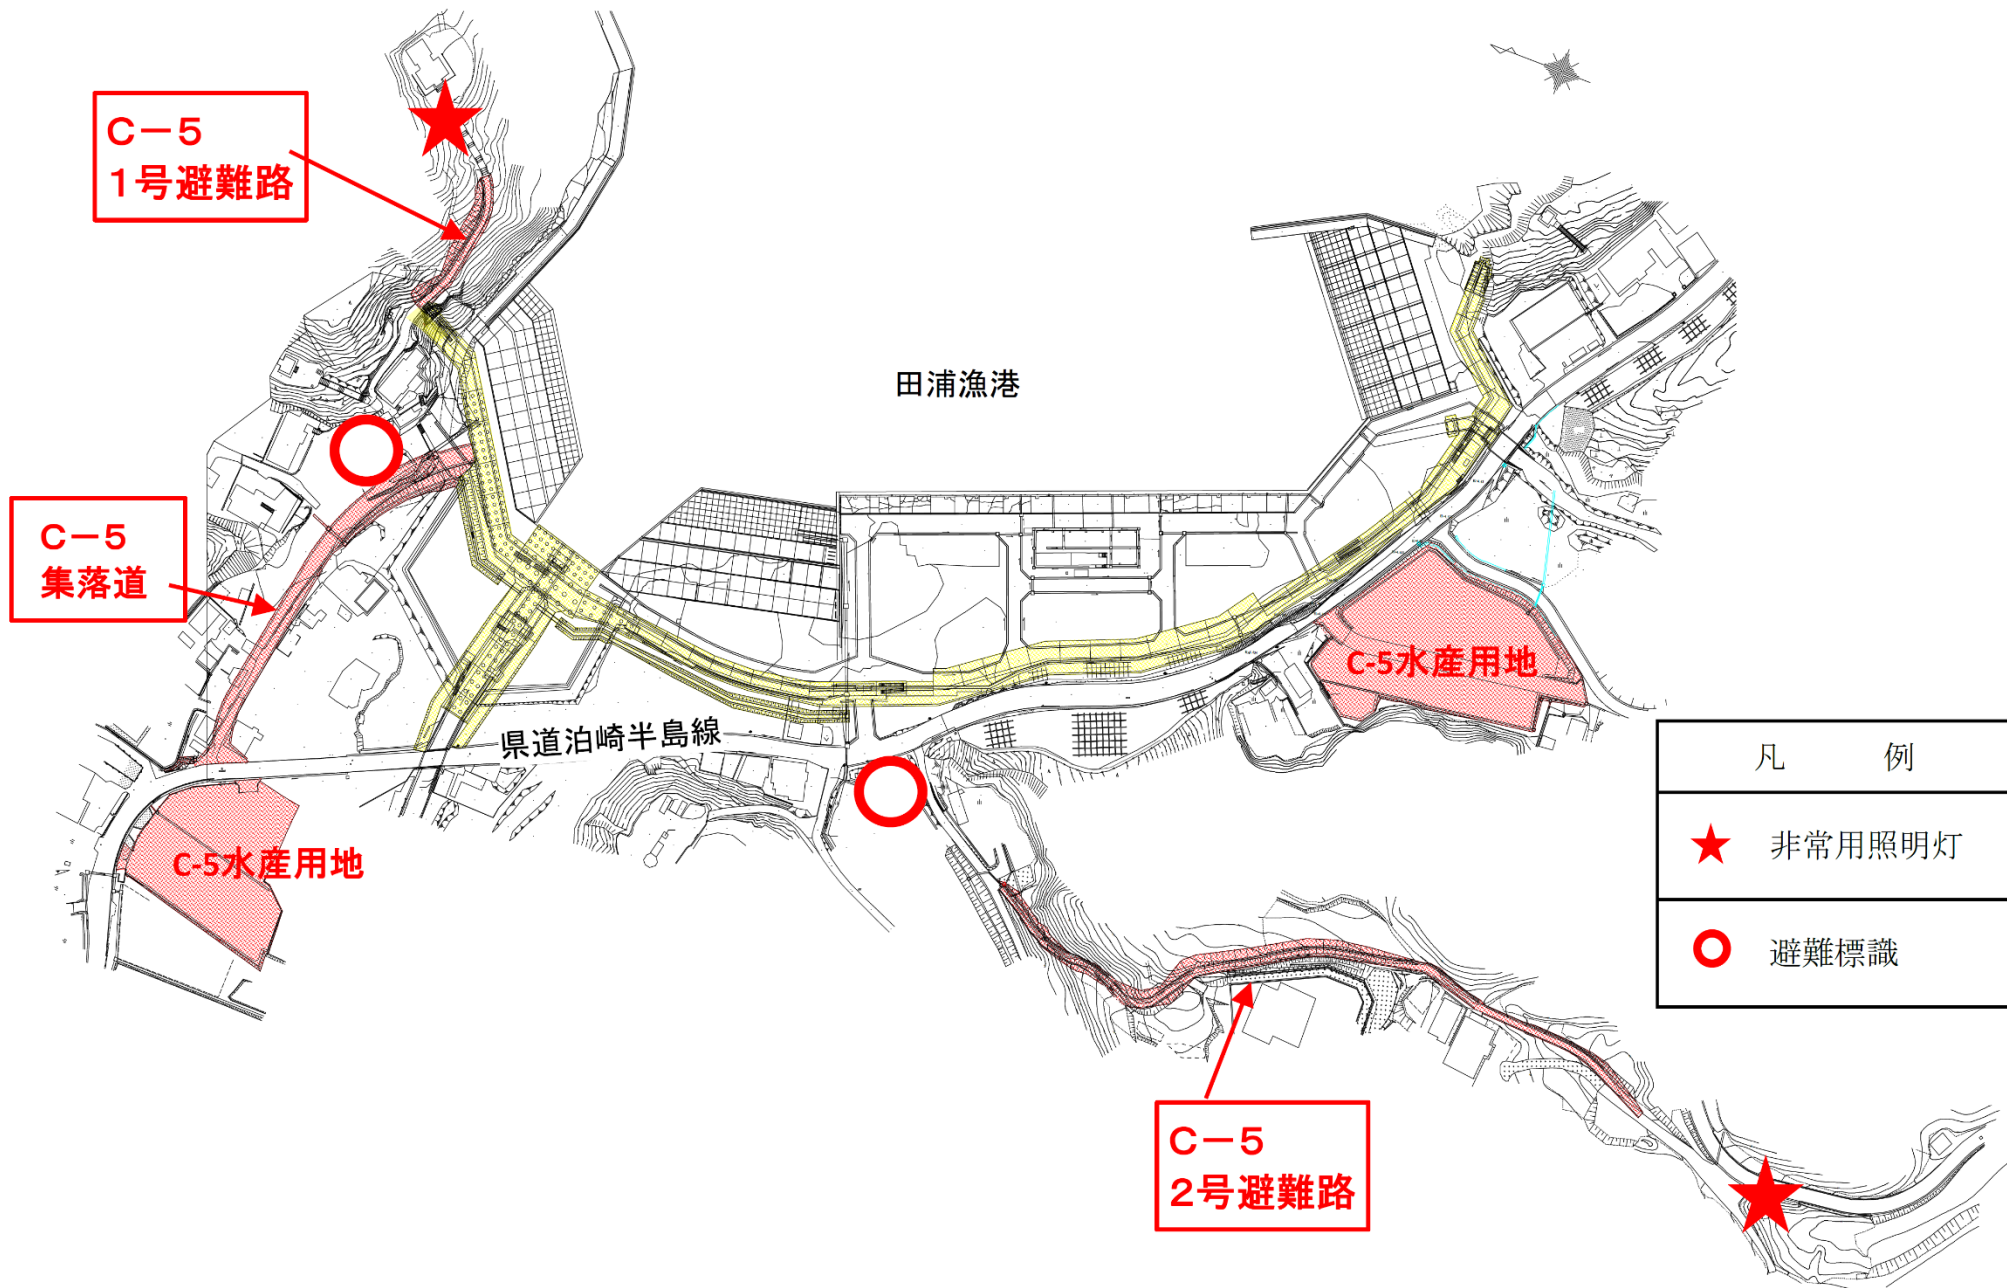 C－5
1号避難路
田浦漁港
C－5
集落道
C-5水産用地
県道泊崎半島線
C-5水産用地
凡　例
非常用照明灯
避難標識
C－5
2号避難路